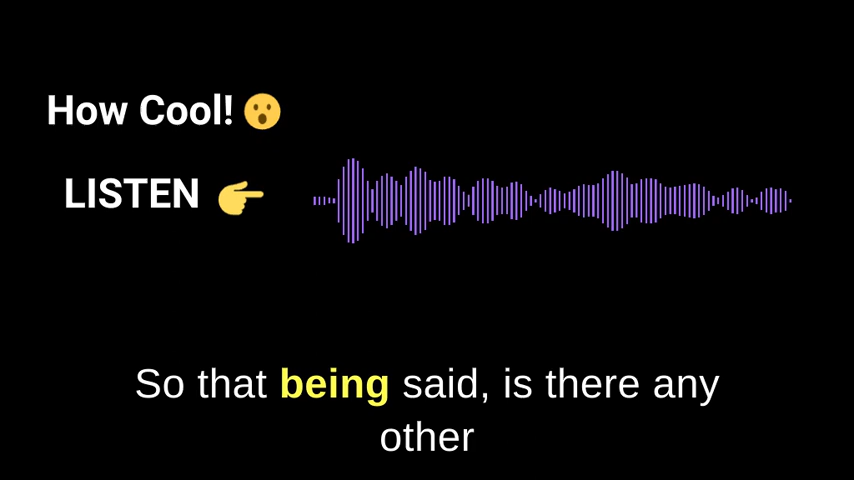 How Cool! 😮
LISTEN 👉
So that being said, is there any
other